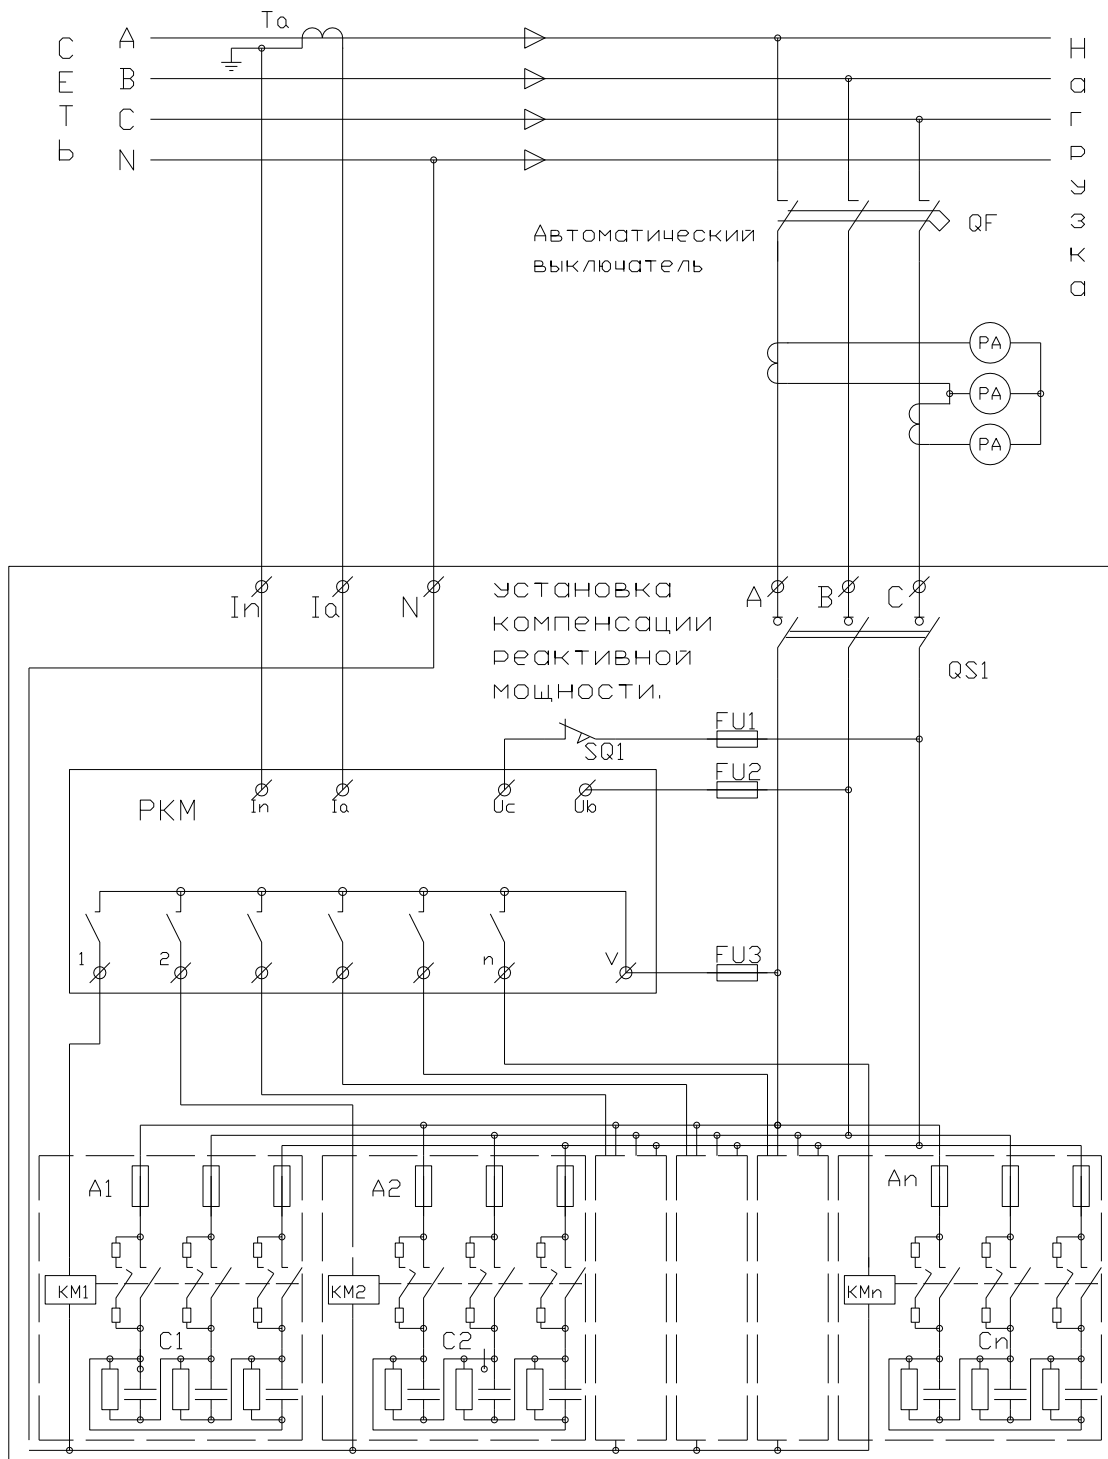 Ta
СЕТЬ
A
B
C
N
Нагрузка
Автоматический
выключатель
QF
PA
PA
PA
In
Ia
N
Установка
компенсации
реактивной
мощности.
A
B
C
QS1
FU1
SQ1
FU2
PKM
In
Ia
Uc
Ub
1
2
n
V
FU3
A1
A2
An
KM1
KM2
KMn
C1
C2
Cn